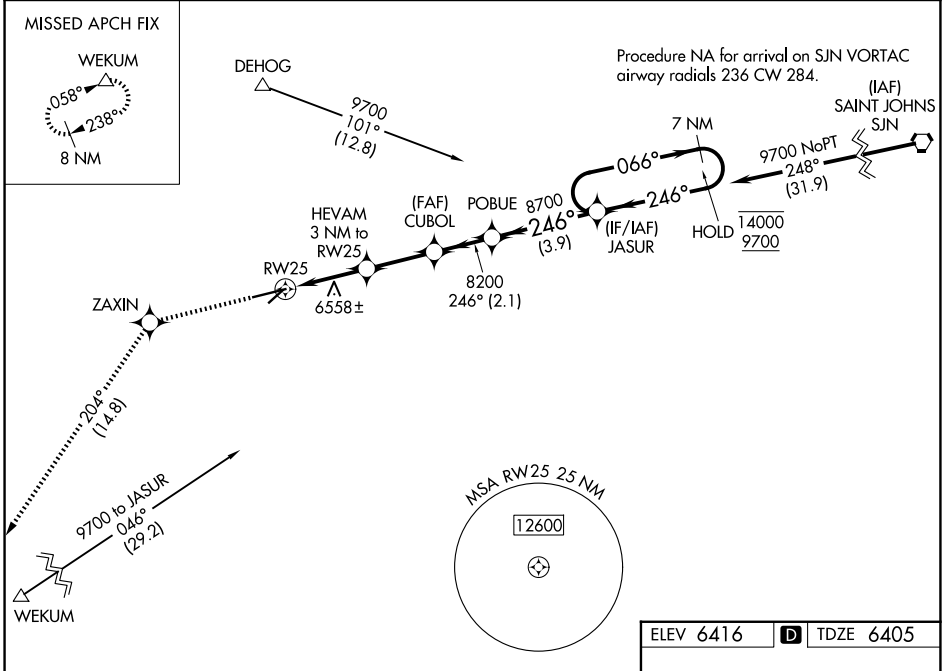 MISSED APCH FIX
WEKUM
058°
238°
8 NM
DEHOG
9700
101°
(12.8)
Procedure NA for arrival on SJN VORTAC
airway radials 236 CW 284.
(IAF)
SAINT JOHNS
SJN
7 NM
9700 NoPT
248°
(31.9)
066°
246°
HOLD
14000
9700
(IF/IAF)
JASUR
8700
246°
(3.9)
POBUE
(FAF)
CUBOL
8200
246° (2.1)
HEVAM
3 NM to
RW25
RW25
6558±
ZAXIN
204°
(14.8)
9700 to JASUR
046°
(29.2)
WEKUM
MSA RW25 25 NM
12600
ELEV 6416 D TDZE 6405